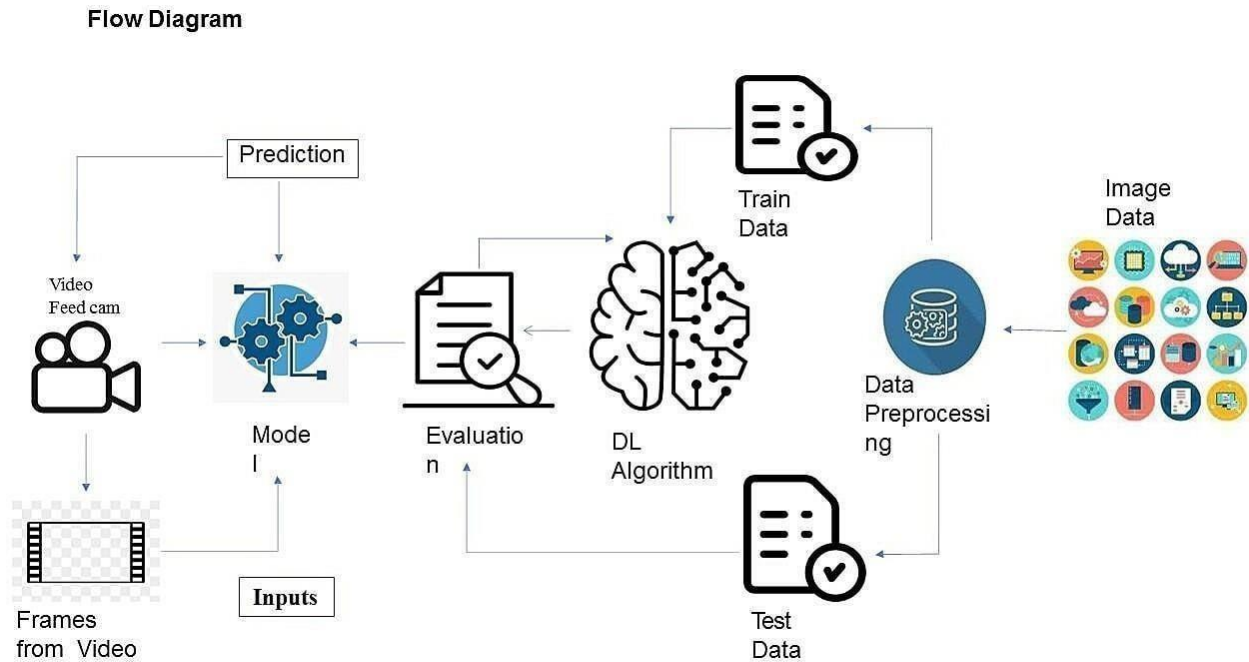 Flow Diagram
Prediction
Train
Data
Image
Data
Video
Feed cam
Data
Preprocessi
ng
Mode
l
Evaluatio
n
DL
Algorithm
Inputs
Frames
from Video
Test
Data